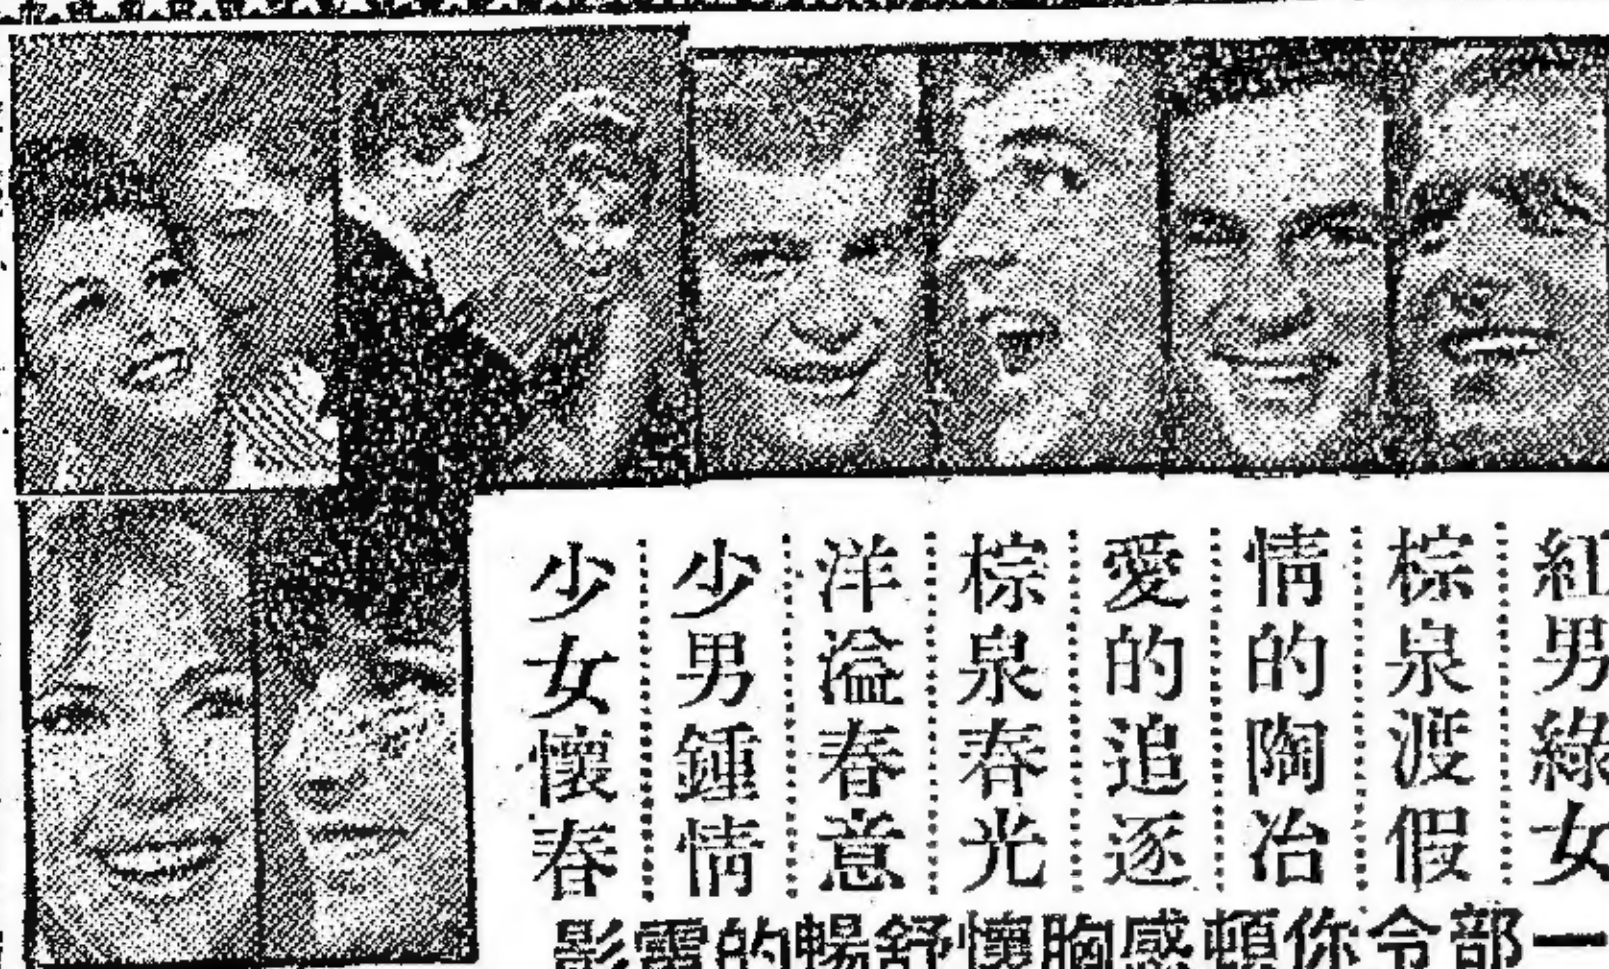 紅男綠女
棕泉渡假
情的陶冶
愛的追逐
棕泉春光
洋溢春意
少男鍾情
少女懷春
一部令你頓感胸懷舒暢的電影